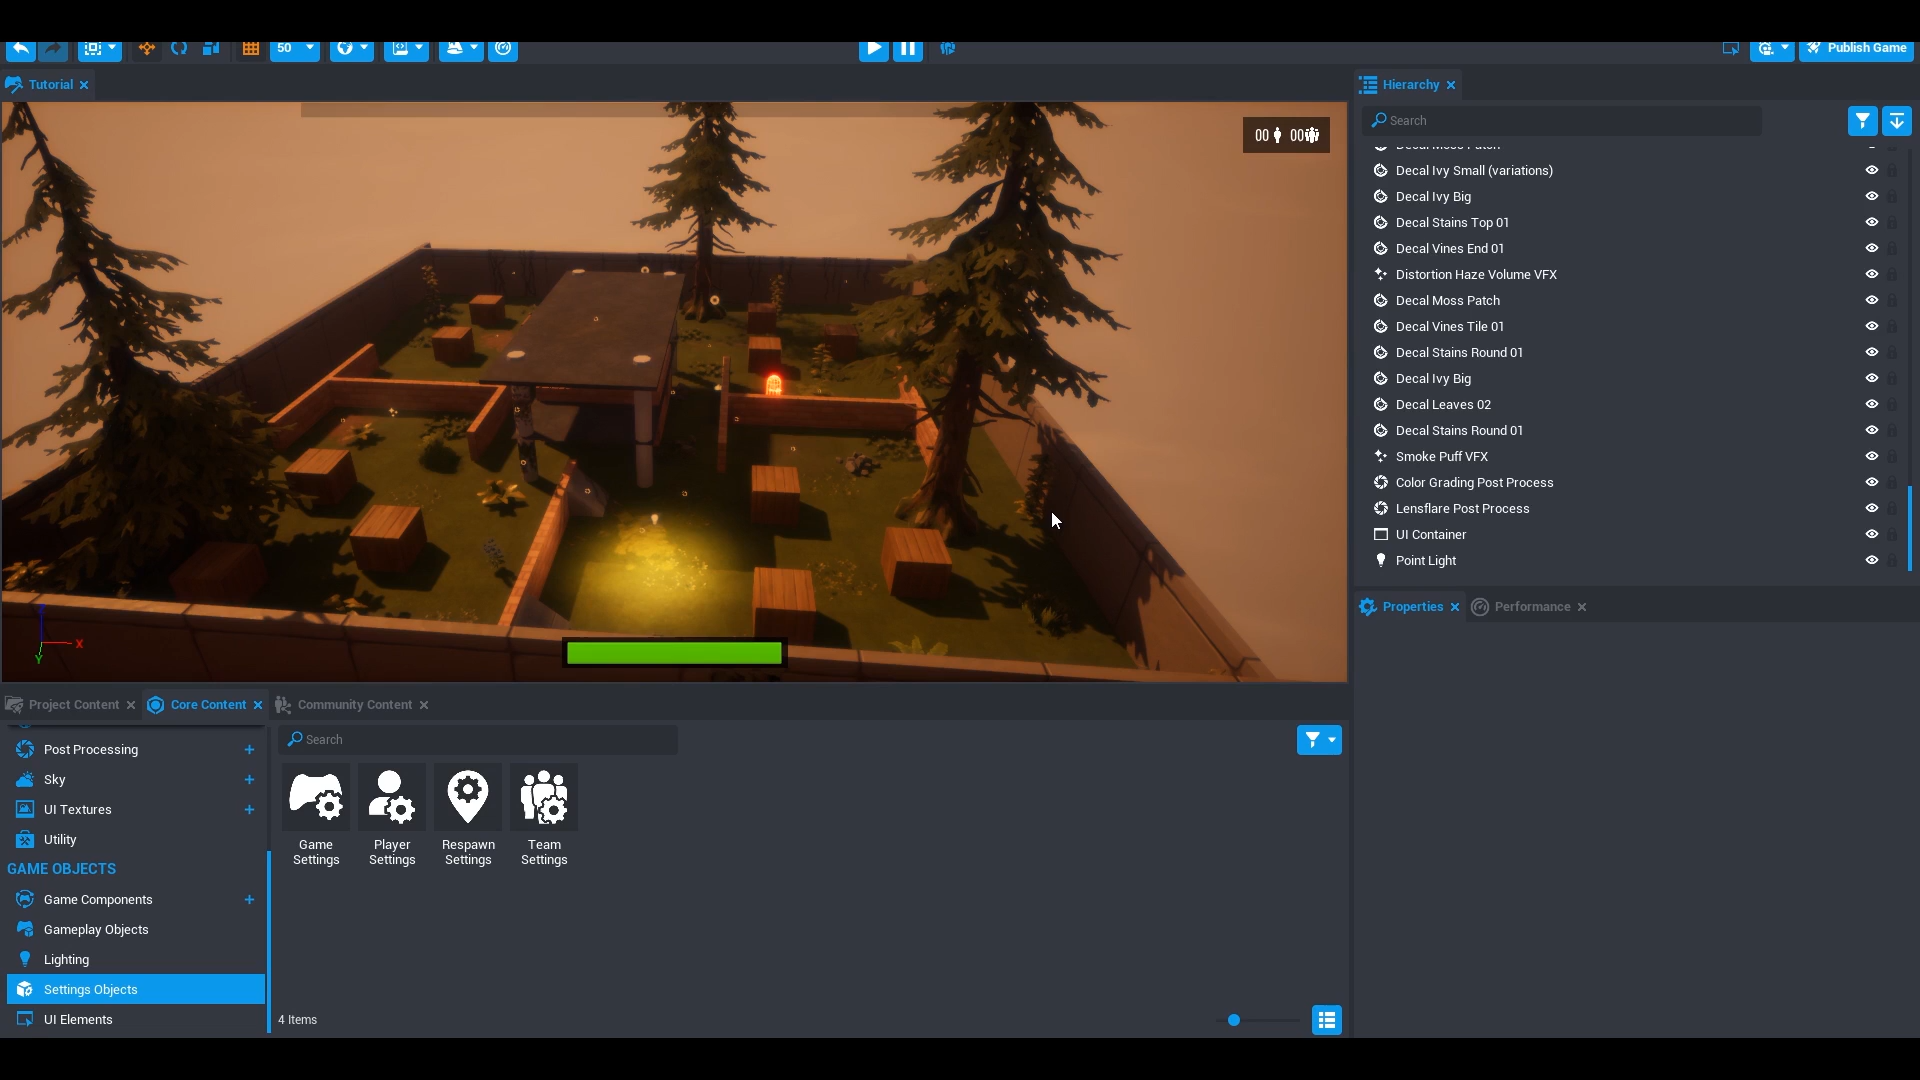 50
Publish Game
Tutorial
Hierarchy
Search
00 00
Decal Moss Patch
Decal Ivy Small (variations)
Decal Ivy Big
Decal Stains Top 01
Decal Vines End 01
Distortion Haze Volume VFX
Decal Moss Patch
Decal Vines Tile 01
Decal Stains Round 01
Decal Ivy Big
Decal Leaves 02
Decal Stains Round 01
Smoke Puff VFX
Color Grading Post Process
Lensflare Post Process
UI Container
Point Light
X
Y
Properties
Performance
Project Content
Core Content
Community Content
Search
Post Processing
Sky
UI Textures
Utility
GAME OBJECTS
Game Components
Gameplay Objects
Lighting
Settings Objects
UI Elements
Game
Settings
Player
Settings
Respawn
Settings
Team
Settings
4 Items